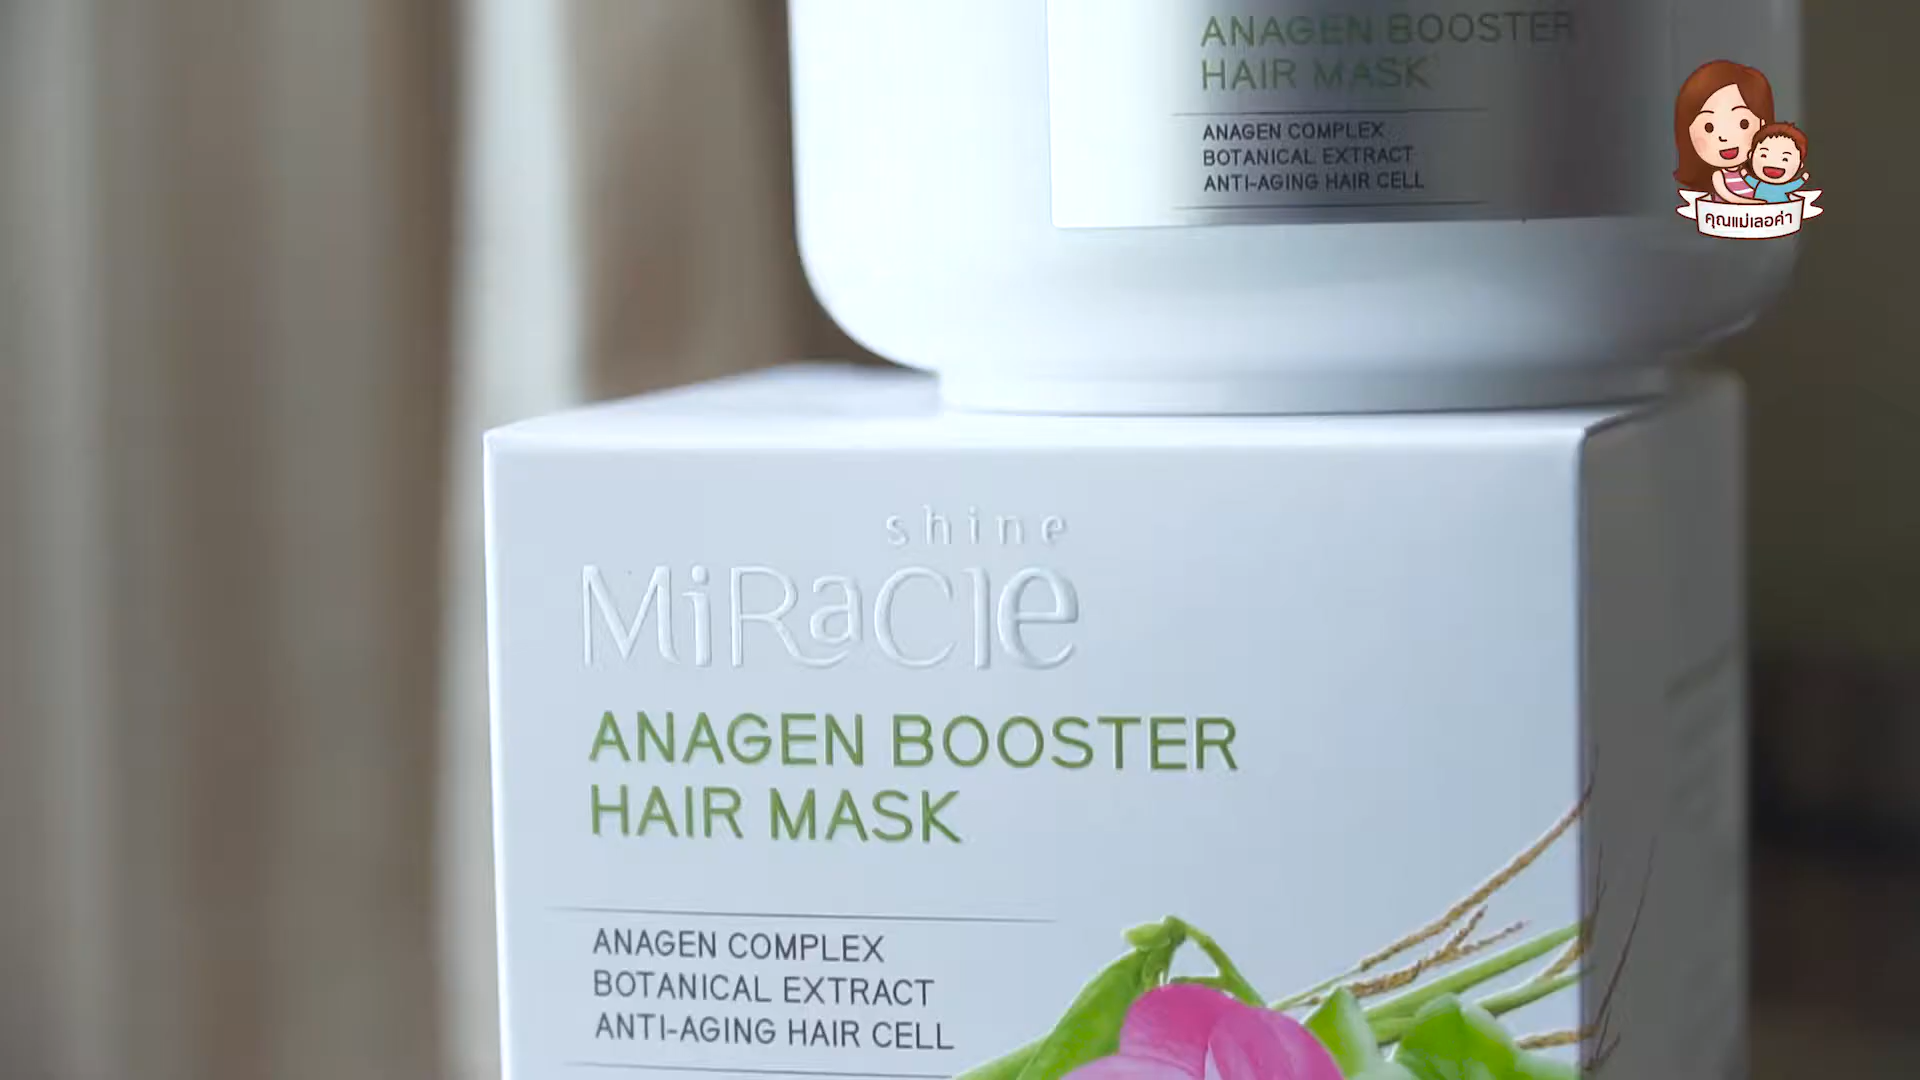 ANAGEN BOOSTER
HAIR MASK
ANAGEN COMPLEX
BOTANICAL EXTRACT
ANTI-AGING HAIR CELL
คุณแม่เลอค่า
shine
MiRaCle
ANAGEN BOOSTER
HAIR MASK
ANAGEN COMPLEX
BOTANICAL EXTRACT
ANTI-AGING HAIR CELL